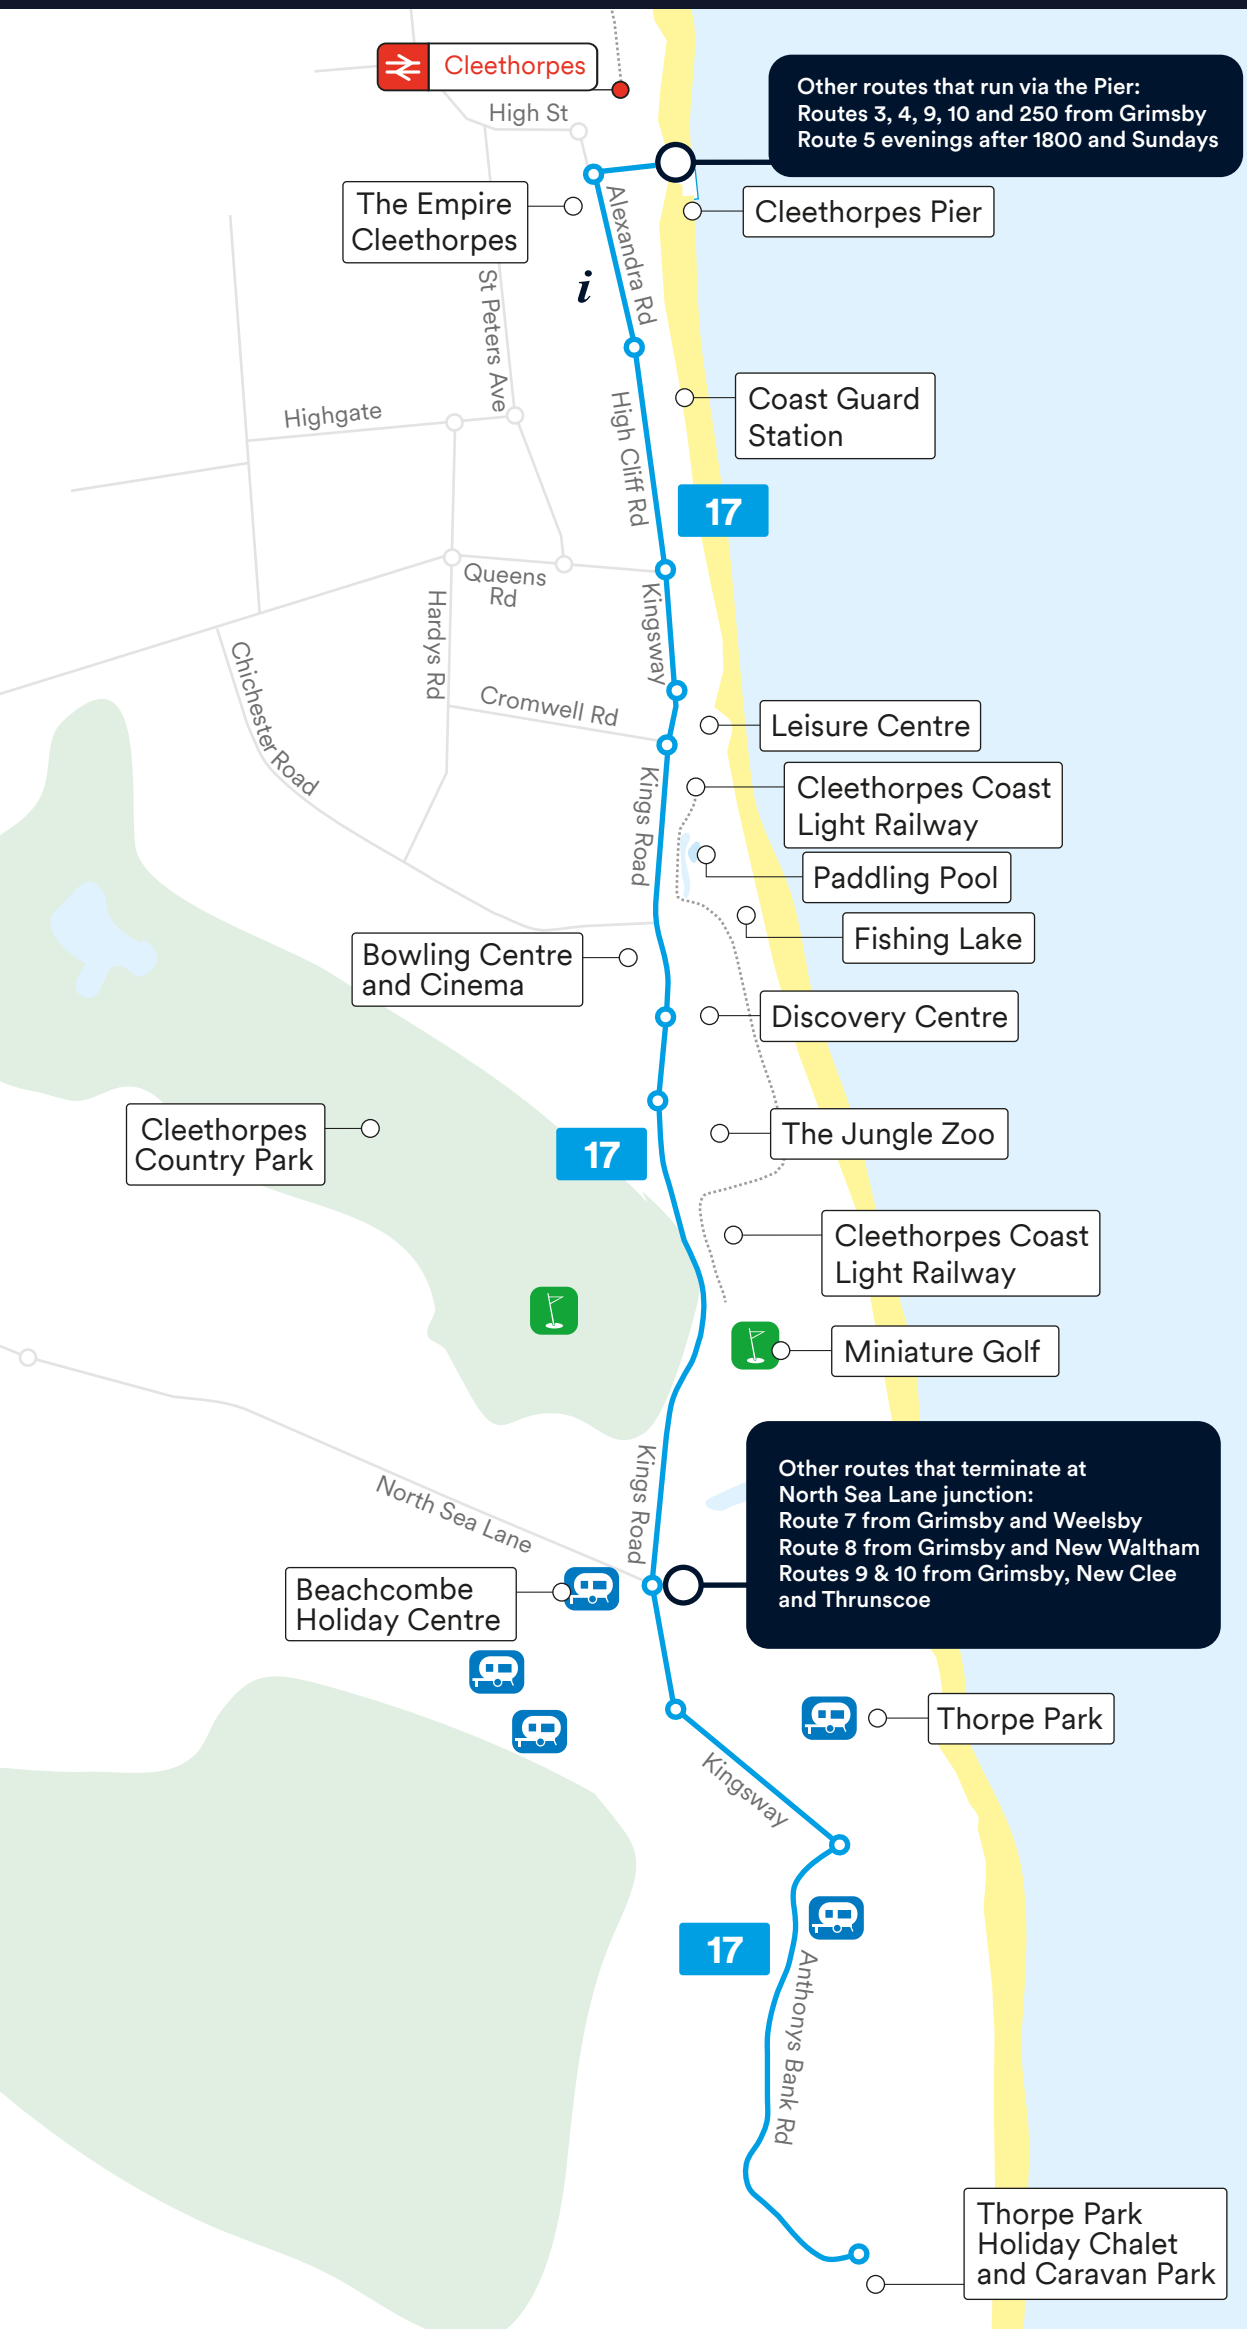 Cleethorpes
Other routes that run via the Pier:
Routes 3, 4, 9, 10 and 250 from Grimsby
Route 5 evenings after 1800 and Sundays
High St
The Empire
Cleethorpes
Alexandra Rd
Cleethorpes Pier
i
St Peters Ave
Coast Guard
Station
Highgate
High Cliff Rd
17
Queens
Rd
Kingsway
Hardys Rd
Chichester Road
Cromwell Rd
Leisure Centre
Kings Road
Cleethorpes Coast
Light Railway
Paddling Pool
Fishing Lake
Bowling Centre
and Cinema
Discovery Centre
Cleethorpes
Country Park
17
The Jungle Zoo
Cleethorpes Coast
Light Railway
Miniature Golf
Kings Road
North Sea Lane
Other routes that terminate at
North Sea Lane junction:
Route 7 from Grimsby and Weelsby
Route 8 from Grimsby and New Waltham
Routes 9 & 10 from Grimsby, New Clee
and Thrunscoe
Beachcombe
Holiday Centre
Thorpe Park
Kingsway
17
Anthonys Bank Rd
Thorpe Park
Holiday Chalet
and Caravan Park